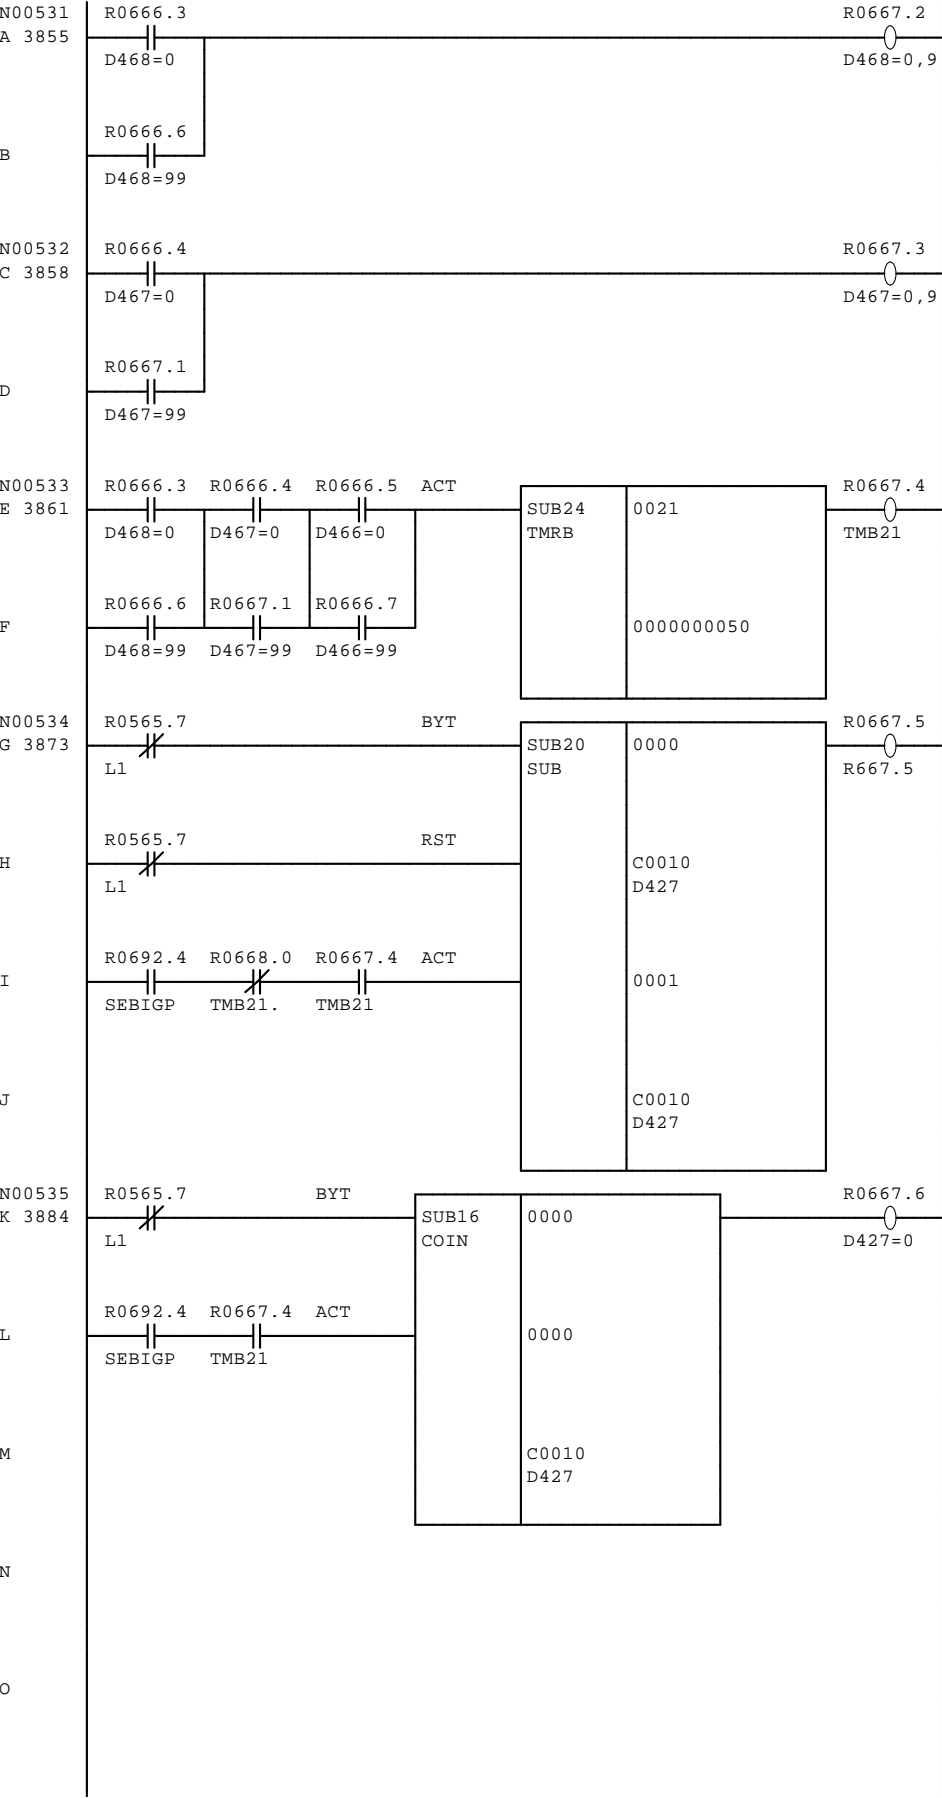 N00531 R0666.3 R0667.2
A 3855
D468=0 D468=0,9
R0666.6
B
D468=99
N00532 R0666.4 R0667.3
C 3858
D467=0 D467=0,9
R0667.1
D
D467=99
N00533 R0666.3 R0666.4 R0666.5 ACT R0667.4
E 3861 SUB24 0021
D468=0 D467=0 D466=0 TMRB TMB21
R0666.6 R0667.1 R0666.7
F 0000000050
D468=99 D467=99 D466=99
N00534 R0565.7 BYT R0667.5
G 3873 SUB20 0000
L1 SUB R667.5
R0565.7 RST
H C0010
L1 D427
R0692.4 R0668.0 R0667.4 ACT
I 0001
SEBIGP TMB21. TMB21
J C0010
D427
N00535 R0565.7 BYT R0667.6
K 3884 SUB16 0000
L1 COIN D427=0
R0692.4 R0667.4 ACT
L 0000
SEBIGP TMB21
M C0010
D427
N
O